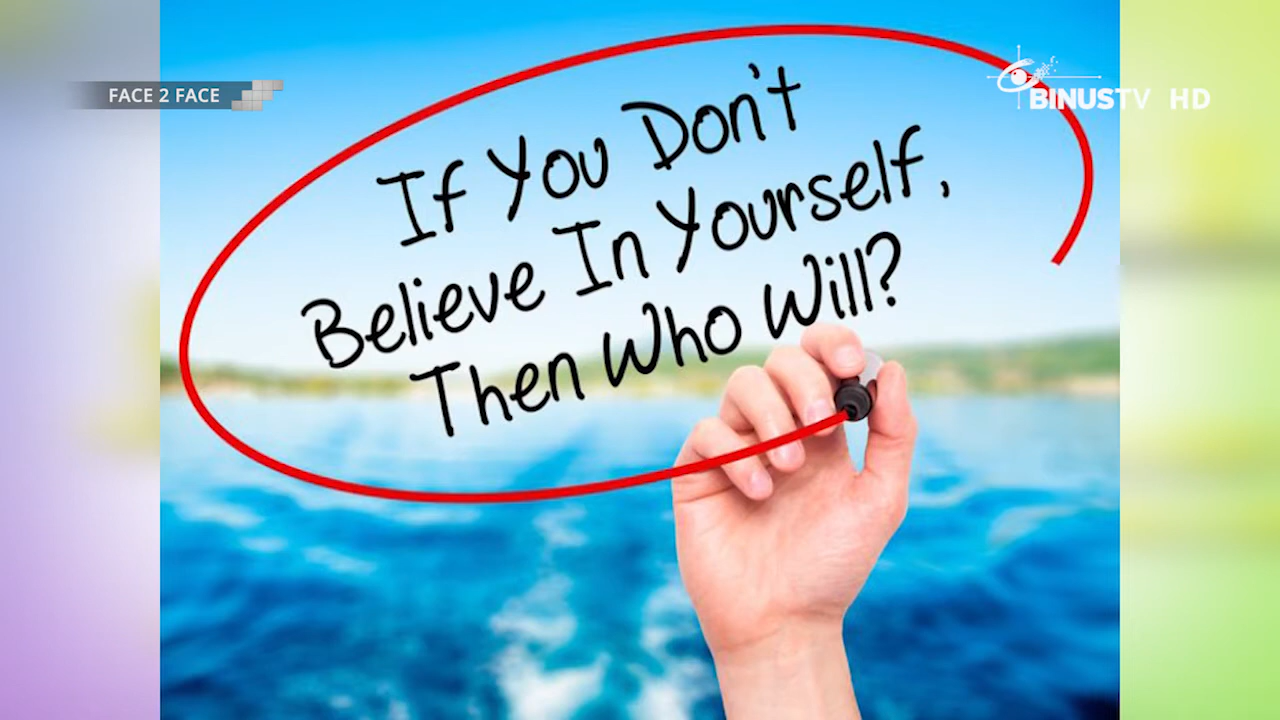 FACE 2 FACE
BINUSTV HD
If You Don't
Believe In Yourself,
Then Who Will?